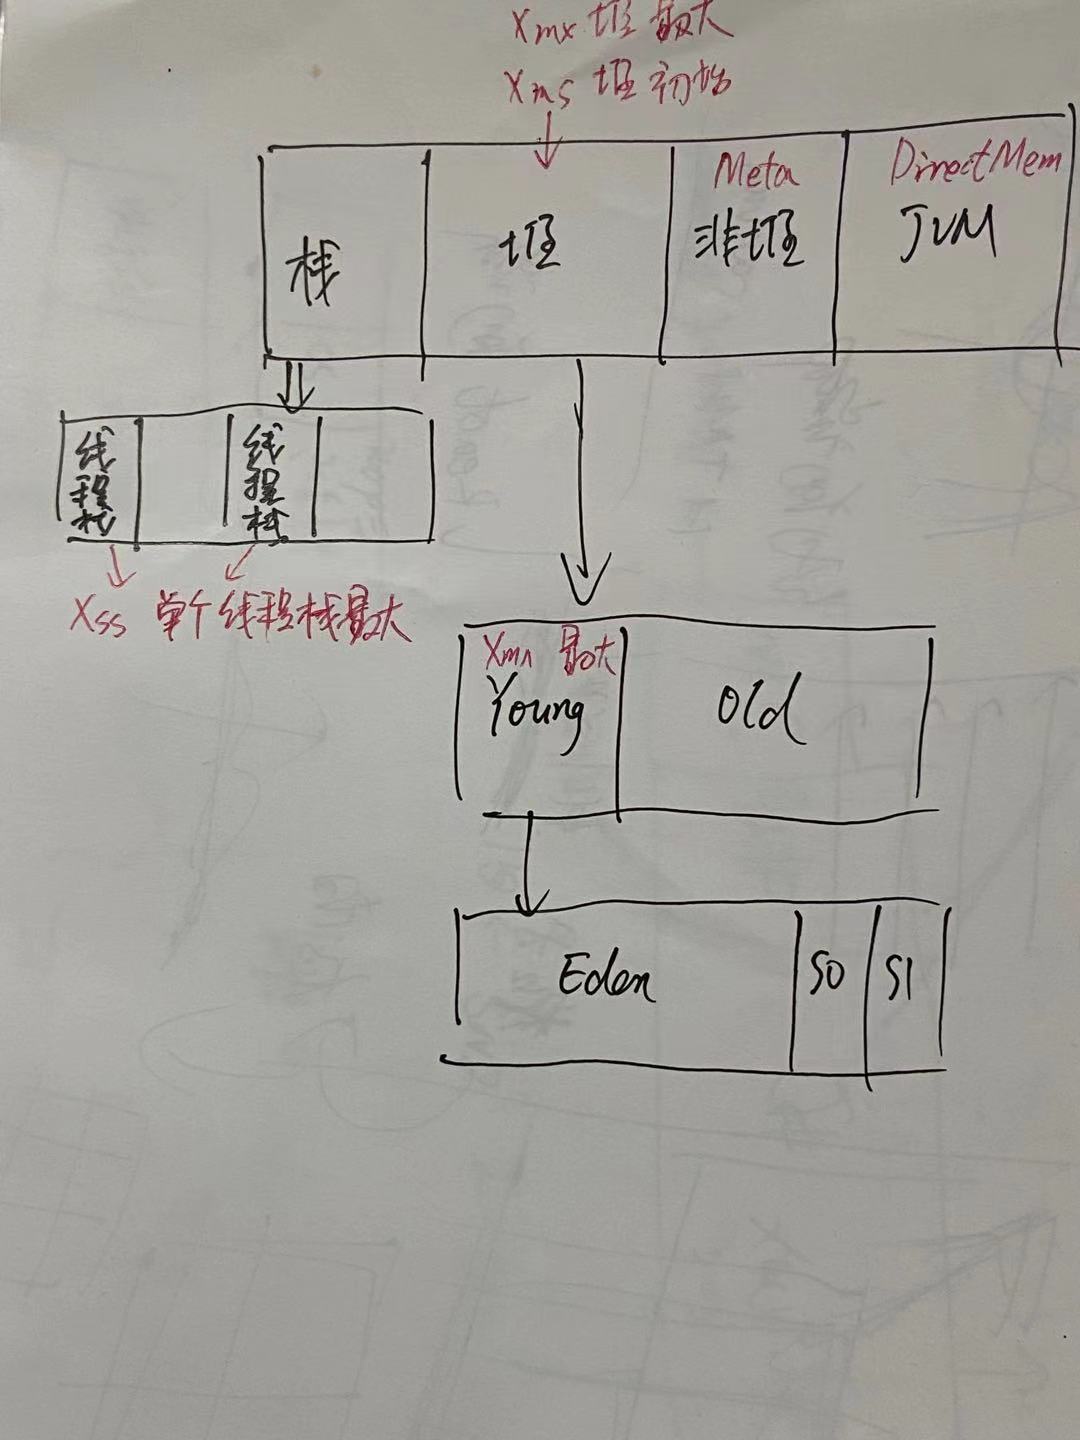 Xmx 堆 最大
Xms 堆 初始
Meta
DirectMem
栈
堆
非堆
JVM
线程栈
线程栈
Xss 单个线程栈最大
Xmn 最大
Young
Old
Eden
S0
S1